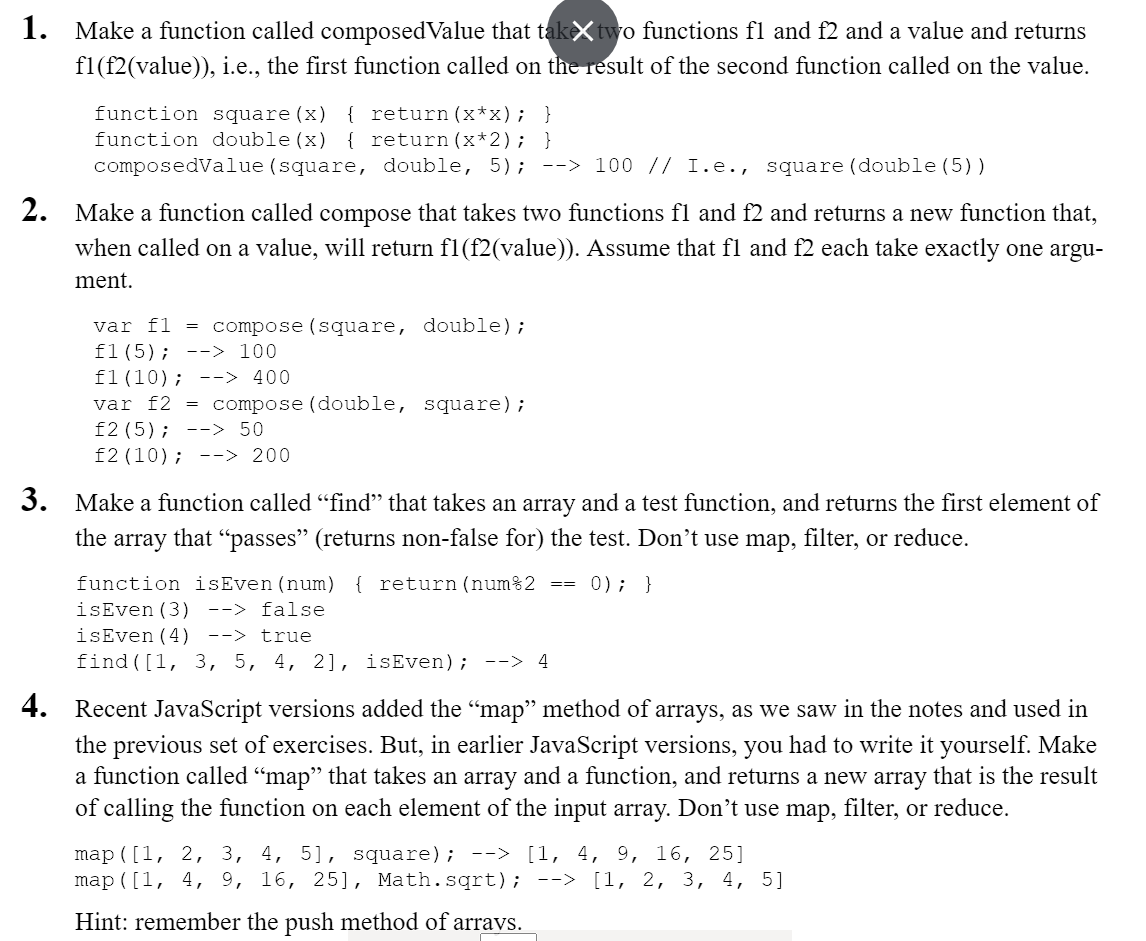 1. Make a function called composedValue that takes two functions f1 and f2 and a value and returns
f1(f2(value)), i.e., the first function called on the result of the second function called on the value.
function square(x) { return(x*x); }
function double(x) { return(x*2); }
composedValue(square, double, 5); --> 100 // I.e., square(double(5))
2. Make a function called compose that takes two functions f1 and f2 and returns a new function that,
when called on a value, will return f1(f2(value)). Assume that f1 and f2 each take exactly one argu-
ment.
var f1 = compose(square, double);
f1(5); --> 100
f1(10); --> 400
var f2 = compose(double, square);
f2(5); --> 50
f2(10); --> 200
3. Make a function called “find” that takes an array and a test function, and returns the first element of
the array that “passes” (returns non-false for) the test. Don’t use map, filter, or reduce.
function isEven(num) { return(num%2 == 0); }
isEven(3) --> false
isEven(4) --> true
find([1, 3, 5, 4, 2], isEven); --> 4
4. Recent JavaScript versions added the “map” method of arrays, as we saw in the notes and used in
the previous set of exercises. But, in earlier JavaScript versions, you had to write it yourself. Make
a function called “map” that takes an array and a function, and returns a new array that is the result
of calling the function on each element of the input array. Don’t use map, filter, or reduce.
map([1, 2, 3, 4, 5], square); --> [1, 4, 9, 16, 25]
map([1, 4, 9, 16, 25], Math.sqrt); --> [1, 2, 3, 4, 5]
Hint: remember the push method of arrays.